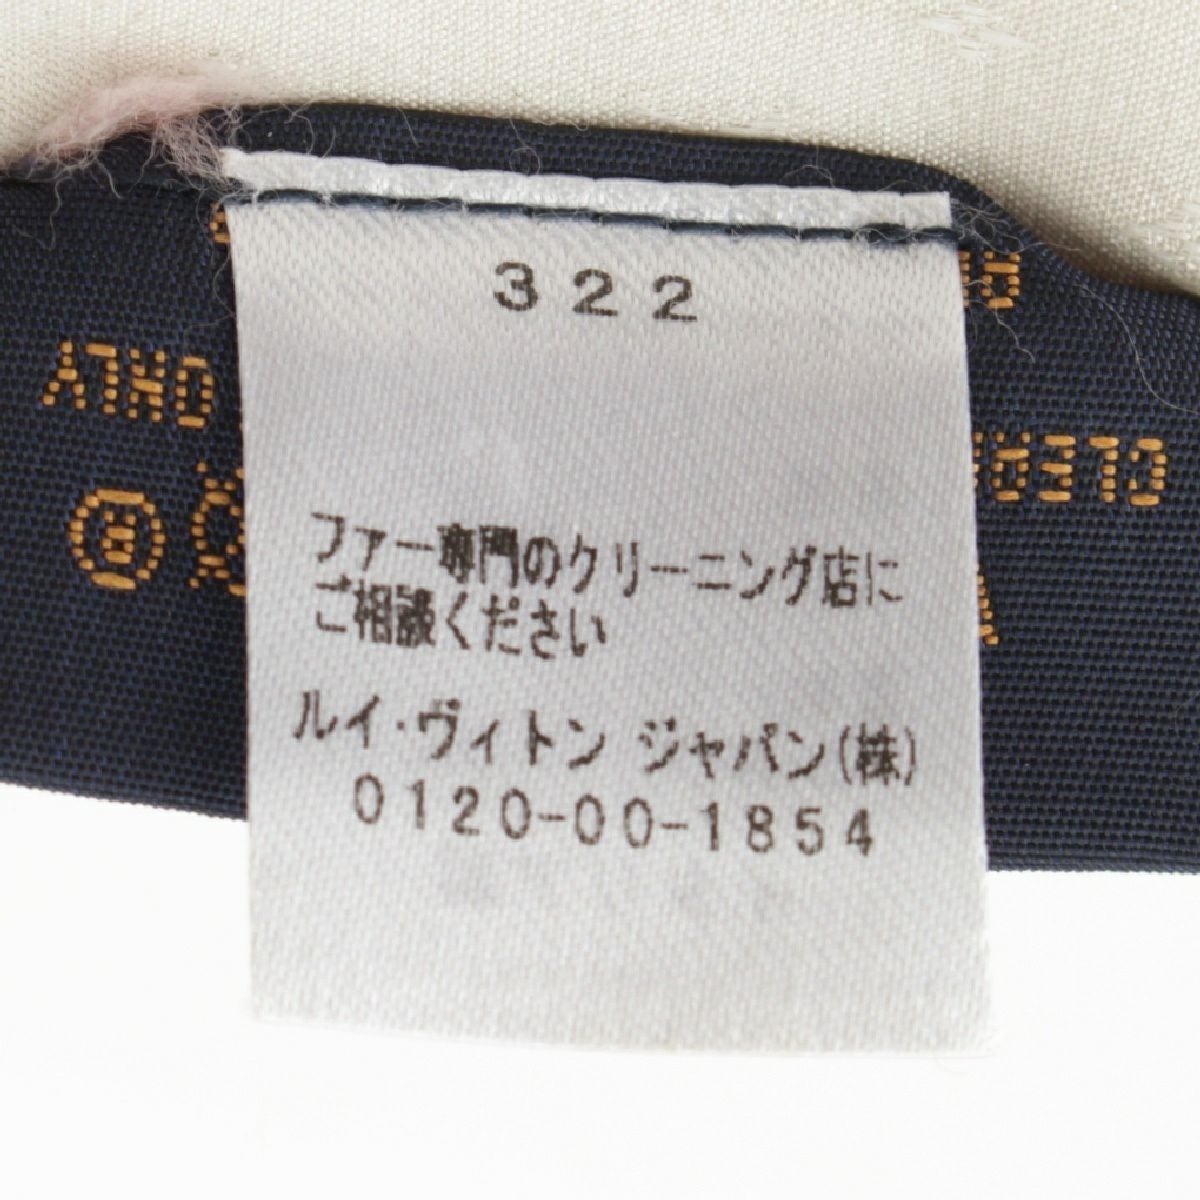 322
ファー専門のクリーニング店に
ご相談ください
ルイ・ヴィトン ジャパン(株)
0120-00-1854
ONLY